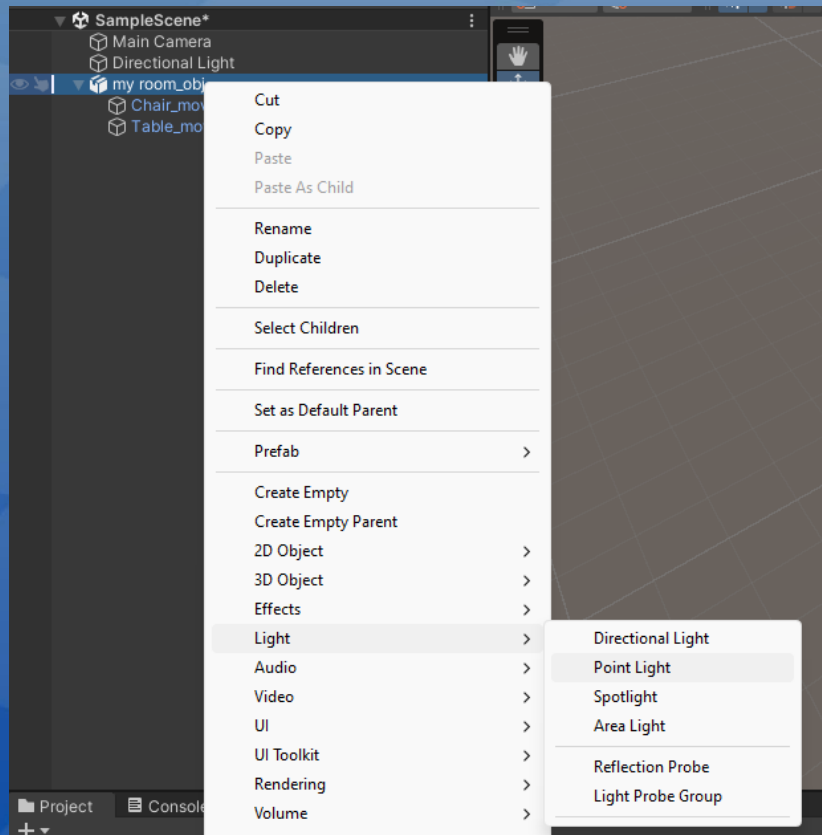 SampleScene*
Main Camera
Directional Light
my room_obj
Chair_mov
Table_mo
Cut
Copy
Paste
Paste As Child
Rename
Duplicate
Delete
Select Children
Find References in Scene
Set as Default Parent
Prefab
Create Empty
Create Empty Parent
2D Object
3D Object
Effects
Light
Audio
Video
UI
UI Toolkit
Rendering
Volume
Directional Light
Point Light
Spotlight
Area Light
Reflection Probe
Light Probe Group
Project
Console